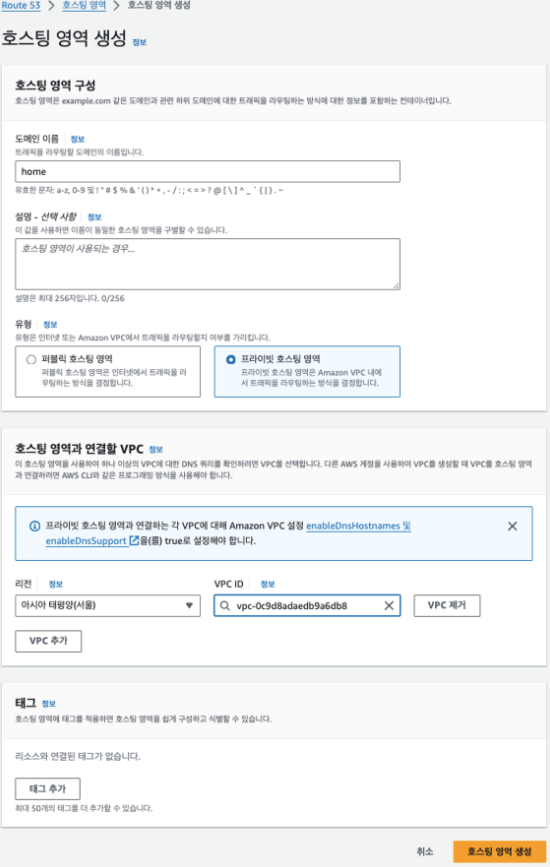 Route 53 > 호스팅 영역 > 호스팅 영역 생성
호스팅 영역 생성 정보
호스팅 영역 구성
호스팅 영역은 example.com 같은 도메인과 관련 하위 도메인에 대한 트래픽을 라우팅하는 방식에 대한 정보를 포함하는 컨테이너입니다.
도메인 이름 정보
트래픽을 라우팅할 도메인의 이름입니다.
home
유효한 문자: a-z, 0-9 및 ! " # $ % & ' ( ) * + , - / : ; < = > ? @ [ \ ] ^ _ ` { | } . ~
설명 - 선택 사항 정보
이 값을 사용하면 이름이 동일한 호스팅 영역을 구별할 수 있습니다.
호스팅 영역이 사용되는 경우...
설명은 최대 256자입니다. 0/256
유형 정보
유형은 인터넷 또는 Amazon VPC에서 트래픽을 라우팅할지 여부를 가리킵니다.
퍼블릭 호스팅 영역
퍼블릭 호스팅 영역은 인터넷에서 트래픽을 라
우팅하는 방식을 결정합니다.
프라이빗 호스팅 영역
프라이빗 호스팅 영역은 Amazon VPC 내에
서 트래픽을 라우팅하는 방식을 결정합니다.
호스팅 영역과 연결할 VPC 정보
이 호스팅 영역을 사용하여 하나 이상의 VPC에 대한 DNS 쿼리를 확인하려면 VPC를 선택합니다. 다른 AWS 계정을 사용하여 VPC를 생성할 때 VPC를 호스팅 영역
과 연결하려면 AWS CLI와 같은 프로그래밍 방식을 사용해야 합니다.
프라이빗 호스팅 영역과 연결하는 각 VPC에 대해 Amazon VPC 설정 enableDnsHostnames 및
enableDnsSupport 을(를) true로 설정해야 합니다.
리전 정보
VPC ID 정보
아시아 태평양(서울)
vpc-0c9d8adaedb9a6db8
VPC 제거
VPC 추가
태그 정보
호스팅 영역에 태그를 적용하면 호스팅 영역을 쉽게 구성하고 식별할 수 있습니다.
리소스와 연결된 태그가 없습니다.
태그 추가
최대 50개의 태그를 더 추가할 수 있습니다.
취소
호스팅 영역 생성